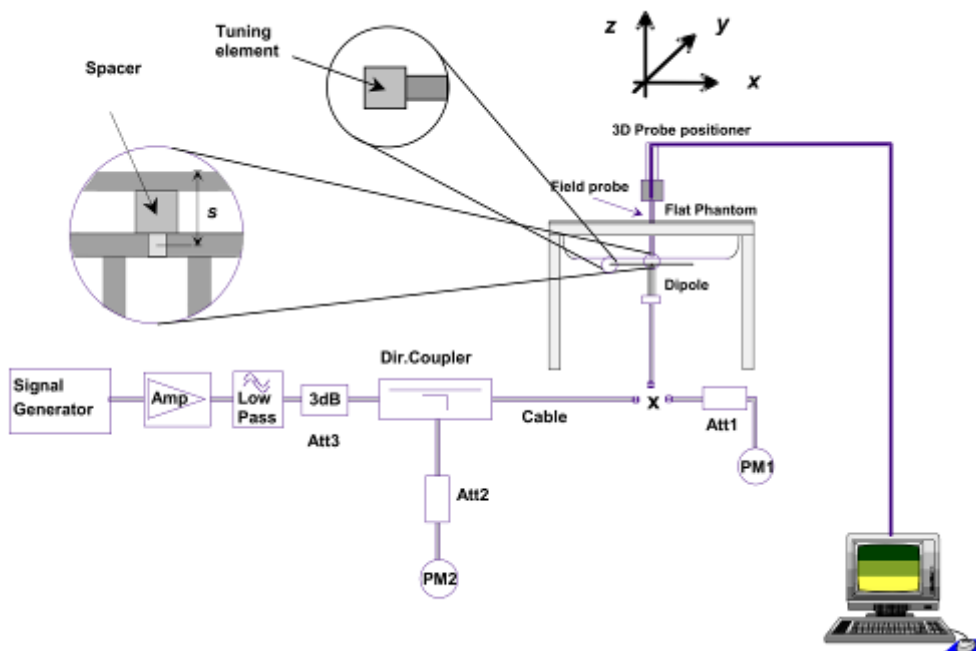 Tuning
element
Spacer
z
y
x
3D Probe positioner
Field probe
Flat Phantom
s
Dipole
Dir.Coupler
Signal
Generator
Amp
Low
Pass
3dB
Att3
Cable
x
Att1
PM1
Att2
PM2